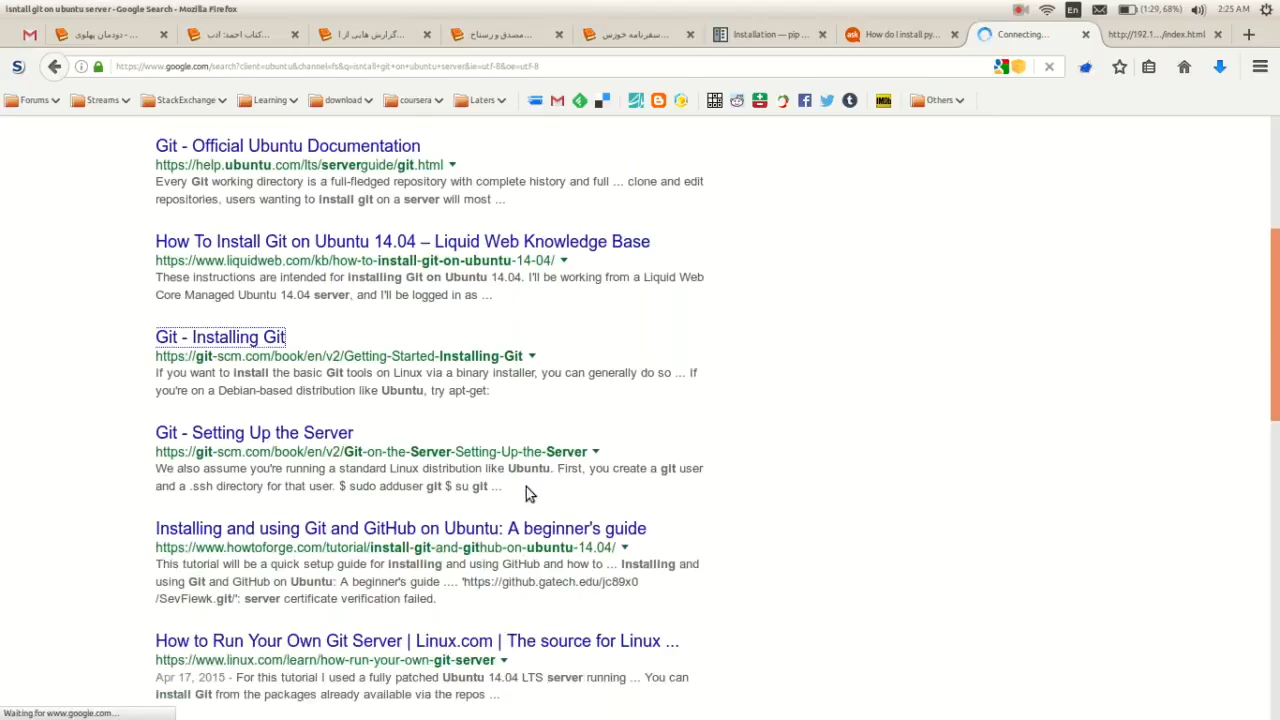 isntall git on ubuntu server - Google Search - Mozilla Firefox
En
(1:29, 68%)
2:25 AM
دودمان پهلوی - ...
کتاب احمد: ادب...
گزارش هایی از ا...
مصدق و رستاخ...
سفرنامه خوزس...
Installation — pip ...
ask
How do I install py...
Connecting...
http://192.1.../index.html
https://www.google.com/search?client=ubuntu&channel=fs&q=isntall+git+on+ubuntu+server&ie=utf-8&oe=utf-8
Forums
Streams
StackExchange
Learning
download
coursera
Laters
IMDb
Others
Git - Official Ubuntu Documentation
https://help.ubuntu.com/lts/serverguide/git.html
Every Git working directory is a full-fledged repository with complete history and full ... clone and edit
repositories, users wanting to install git on a server will most ...
How To Install Git on Ubuntu 14.04 – Liquid Web Knowledge Base
https://www.liquidweb.com/kb/how-to-install-git-on-ubuntu-14-04/
These instructions are intended for installing Git on Ubuntu 14.04. I'll be working from a Liquid Web
Core Managed Ubuntu 14.04 server, and I'll be logged in as ...
Git - Installing Git
https://git-scm.com/book/en/v2/Getting-Started-Installing-Git
If you want to install the basic Git tools on Linux via a binary installer, you can generally do so ... If
you're on a Debian-based distribution like Ubuntu, try apt-get:
Git - Setting Up the Server
https://git-scm.com/book/en/v2/Git-on-the-Server-Setting-Up-the-Server
We also assume you're running a standard Linux distribution like Ubuntu. First, you create a git user
and a .ssh directory for that user. $ sudo adduser git $ su git ...
Installing and using Git and GitHub on Ubuntu: A beginner's guide
https://www.howtoforge.com/tutorial/install-git-and-github-on-ubuntu-14.04/
This tutorial will be a quick setup guide for installing and using GitHub and how to ... Installing and
using Git and GitHub on Ubuntu: A beginner's guide .... 'https://github.gatech.edu/jc89x0
/SevFiewk.git/': server certificate verification failed.
How to Run Your Own Git Server | Linux.com | The source for Linux ...
https://www.linux.com/learn/how-run-your-own-git-server
Apr 17, 2015 - For this tutorial I used a fully patched Ubuntu 14.04 LTS server running ... You can
install Git from the packages already available via the repos ...
Waiting for www.google.com...